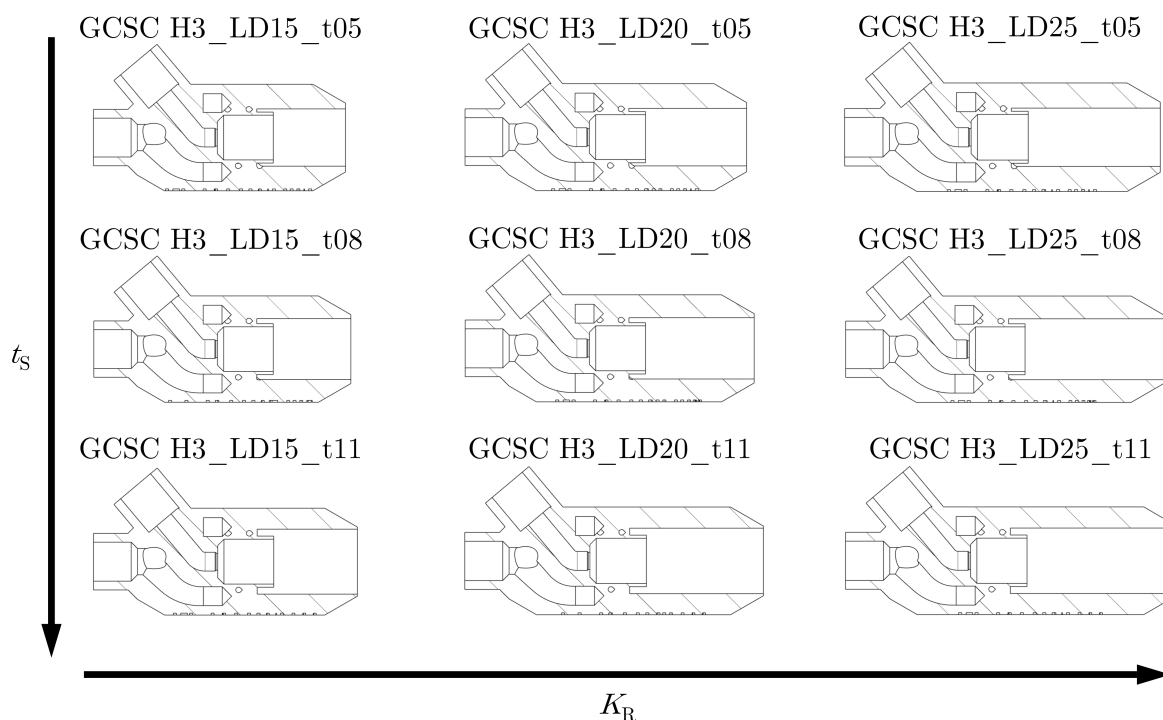 GCSC H3_LD15_t05 GCSC H3_LD20_t05 GCSC H3_LD25_t05
GCSC H3_LD15_t08 GCSC H3_LD20_t08 GCSC H3_LD25_t08
t_S
GCSC H3_LD15_t11 GCSC H3_LD20_t11 GCSC H3_LD25_t11
K_R